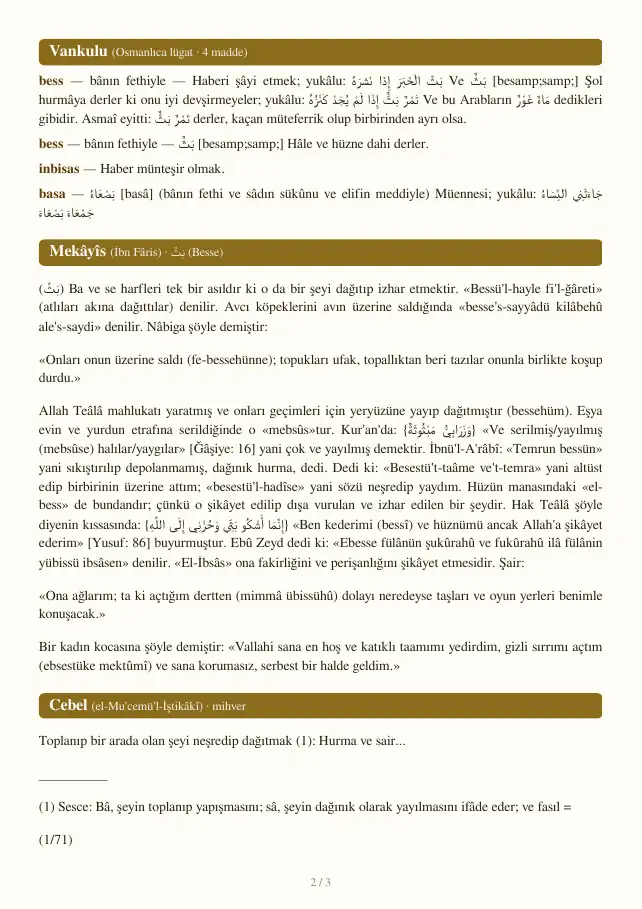 Vankulu (Osmanlıca lügat · 4 madde)
bess — bânın fethiyle — Haberi şâyi etmek; yukâlu: بَثَّ الْخَبَرَ إِذَا نَشَرَهُ Ve بَثٌّ [besamp;samp;] Şol
hurmâya derler ki onu iyi devşirmeyeler; yukâlu: تَمْرٌ بَثٌّ إِذَا لَمْ يُجَدْ كَنْزُهُ Ve bu Arabların مَاءٌ غَوْرٌ dedikleri
gibidir. Asmaî eyitti: تَمْرٌ بَثٌّ derler, kaçan müteferrik olup birbirinden ayrı olsa.
bess — bânın fethiyle — بَثٌّ [besamp;samp;] Hâle ve hüzne dahi derler.
inbisas — Haber münteşir olmak.
basa — بَصْعَاءُ [basâ] (bânın fethi ve sâdın sükûnu ve elifin meddiyle) Müennesi; yukâlu: جَاءَتْنِي النِّسَاءُ
جَمْعَاءَ بَصْعَاءَ
Mekâyîs (İbn Fâris) · بَثَّ (Besse)
(بَثَّ) Ba ve se harfleri tek bir asıldır ki o da bir şeyi dağıtıp izhar etmektir. «Bessü'l-hayle fi'l-ğâreti»
(atlıları akına dağıttılar) denilir. Avcı köpeklerini avın üzerine saldığında «besse's-sayyâdü kilâbehû
ale's-saydi» denilir. Nâbiga şöyle demiştir:
«Onları onun üzerine saldı (fe-bessehünne); topukları ufak, topallıktan beri tazılar onunla birlikte koşup
durdu.»
Allah Teâlâ mahlukatı yaratmış ve onları geçimleri için yeryüzüne yayıp dağıtmıştır (bessehüm). Eşya
evin ve yurdun etrafına serildiğinde o «mebsûs»tur. Kur'an'da: {وَزَرَابِيُّ مَبْثُوثَةٌ} «Ve serilmiş/yayılmış
(mebsûse) halılar/yaygılar» [Ğâşiye: 16] yani çok ve yayılmış demektir. İbnü'l-A'râbî: «Temrun bessün»
yani sıkıştırılıp depolanmamış, dağınık hurma, dedi. Dedi ki: «Besestü't-taâme ve't-temra» yani altüst
edip birbirinin üzerine attım; «besestü'l-hadîse» yani sözü neşredip yaydım. Hüzün manasındaki «el-
bess» de bundandır; çünkü o şikâyet edilip dışa vurulan ve izhar edilen bir şeydir. Hak Teâlâ şöyle
diyenin kıssasında: {إِنَّمَا أَشْكُو بَثِّي وَحُزْنِي إِلَى اللَّهِ} «Ben kederimi (bessî) ve hüznümü ancak Allah'a şikâyet
ederim» [Yusuf: 86] buyurmuştur. Ebû Zeyd dedi ki: «Ebesse fülânün şukûrahû ve fukûrahû ilâ fülânin
yübissü ibsâsen» denilir. «El-İbsâs» ona fakirliğini ve perişanlığını şikâyet etmesidir. Şair:
«Ona ağlarım; ta ki açtığım dertten (mimmâ übissühû) dolayı neredeyse taşları ve oyun yerleri benimle
konuşacak.»
Bir kadın kocasına şöyle demiştir: «Vallahi sana en hoş ve katıklı taamımı yedirdim, gizli sırrımı açtım
(ebsestüke mektûmî) ve sana korumasız, serbest bir halde geldim.»
Cebel (el-Mu'cemü'l-İştikâkî) · mihver
Toplanıp bir arada olan şeyi neşredip dağıtmak (1): Hurma ve sair...
(1) Sesce: Bâ, şeyin toplanıp yapışmasını; sâ, şeyin dağınık olarak yayılmasını ifâde eder; ve fasıl =
(1/71)
2 / 3